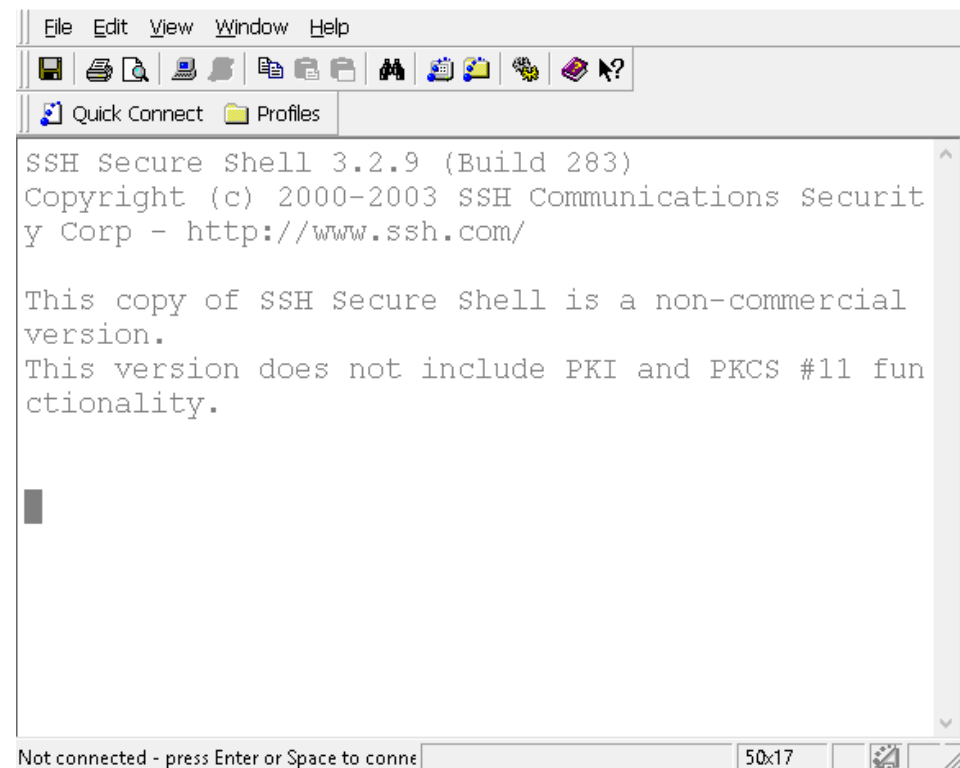 File Edit View Window Help
Quick Connect Profiles
SSH Secure Shell 3.2.9 (Build 283)
Copyright (c) 2000-2003 SSH Communications Securit
y Corp - http://www.ssh.com/
This copy of SSH Secure Shell is a non-commercial
version.
This version does not include PKI and PKCS #11 fun
ctionality.
Not connected - press Enter or Space to conne 50x17